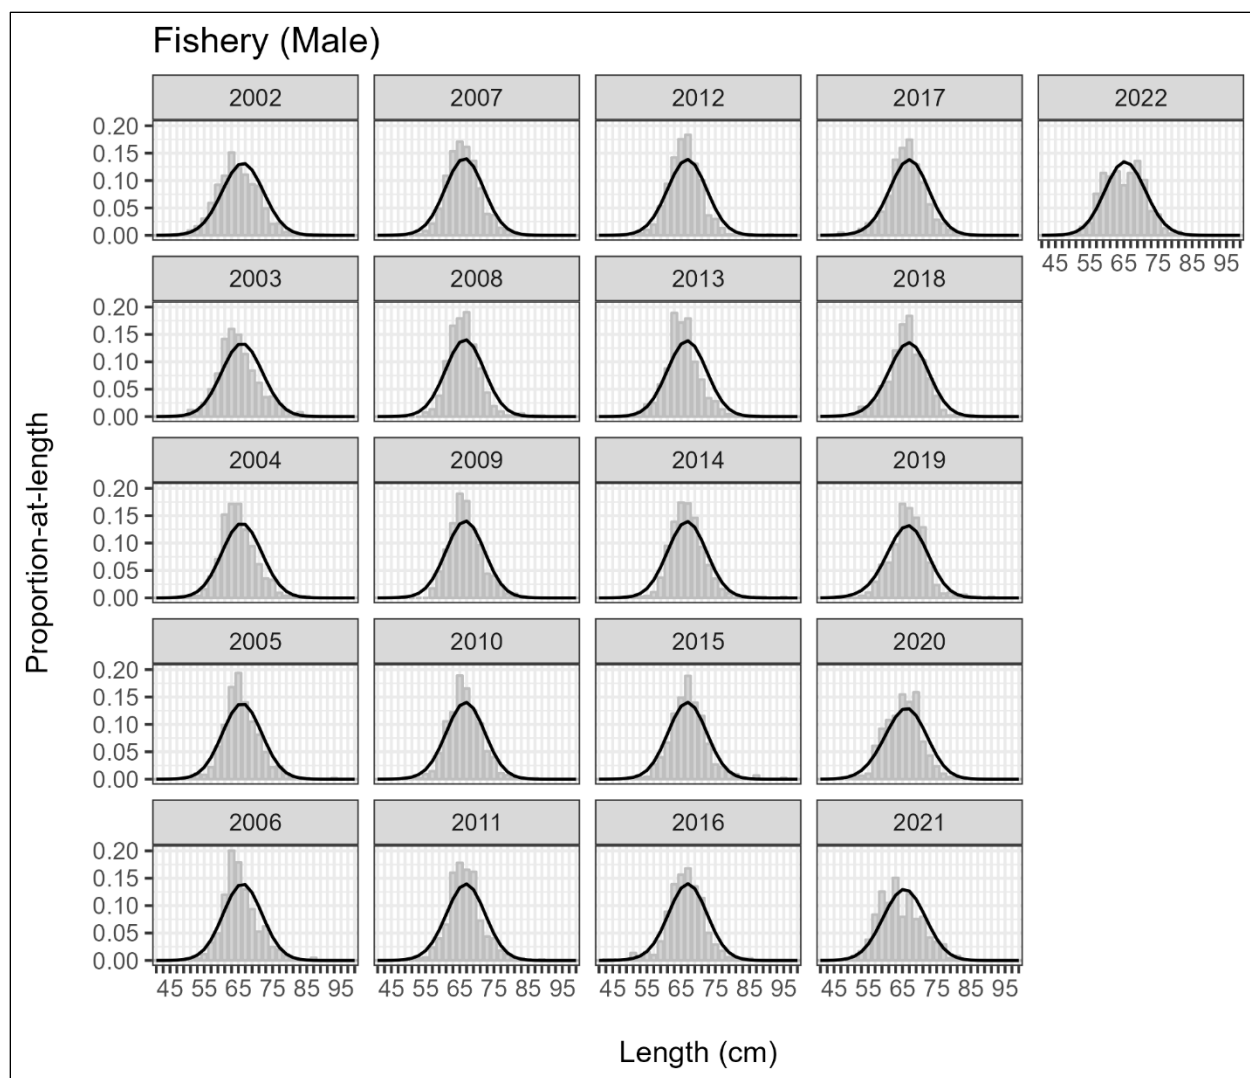 Fishery (Male)
2002 2007 2012 2017 2022
0.20
0.15
0.10
0.05
0.00
45 55 65 75 85 95
2003 2008 2013 2018
0.20
0.15
0.10
0.05
0.00
2004 2009 2014 2019
0.20
0.15
0.10
0.05
0.00
2005 2010 2015 2020
0.20
0.15
0.10
0.05
0.00
2006 2011 2016 2021
0.20
0.15
0.10
0.05
0.00
45 55 65 75 85 95 45 55 65 75 85 95 45 55 65 75 85 95 45 55 65 75 85 95
Length (cm)
Proportion-at-length